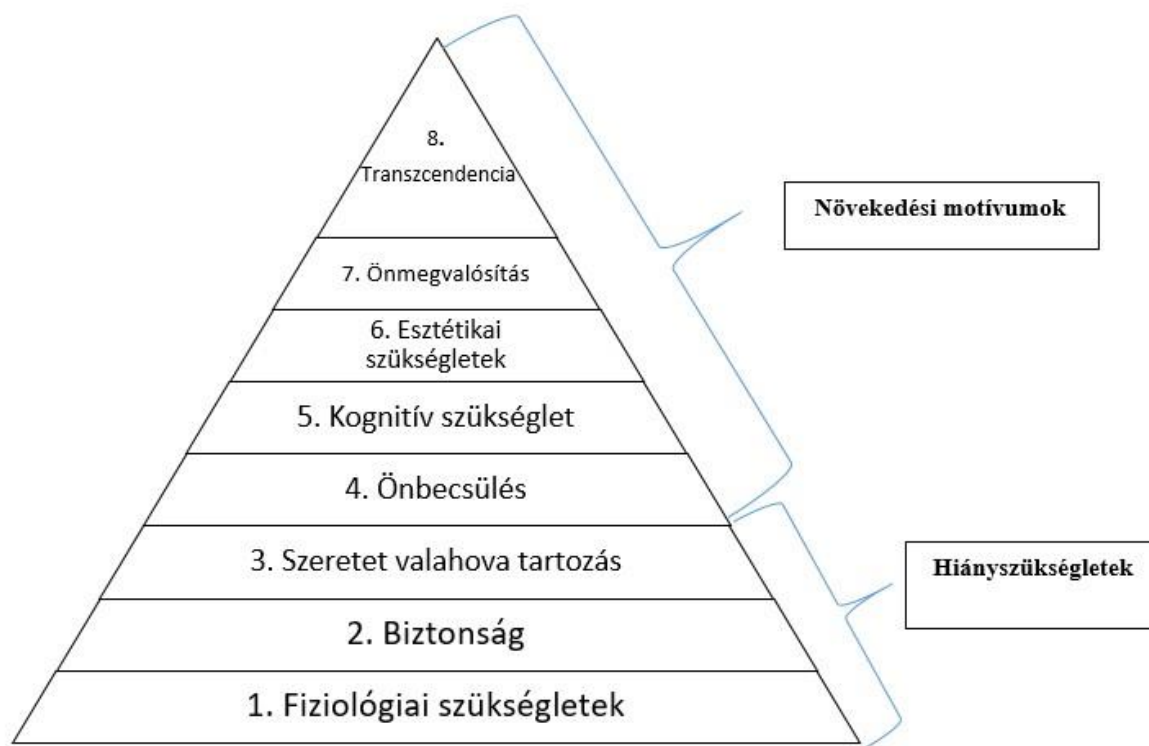 8.
Transzcendencia
Növekedési motívumok
7. Önmegvalósítás
6. Esztétikai
szükségletek
5. Kognitív szükséglet
4. Önbecsülés
3. Szeretet valahova tartozás
Hiányszükségletek
2. Biztonság
1. Fiziológiai szükségletek